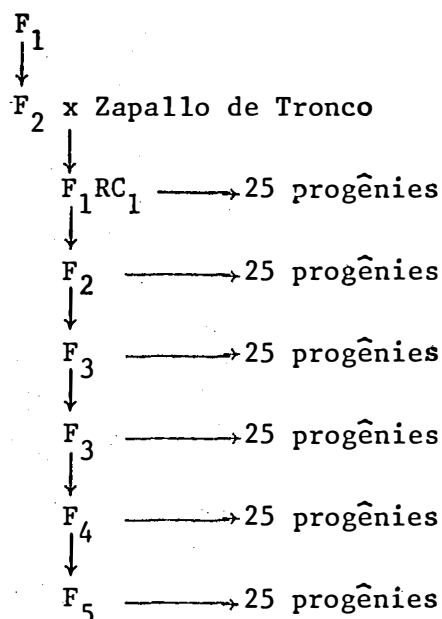 F1
F2 x Zapallo de Tronco
F1RC1 → 25 progênies
F2 → 25 progênies
F3 → 25 progênies
F3 → 25 progênies
F4 → 25 progênies
F5 → 25 progênies